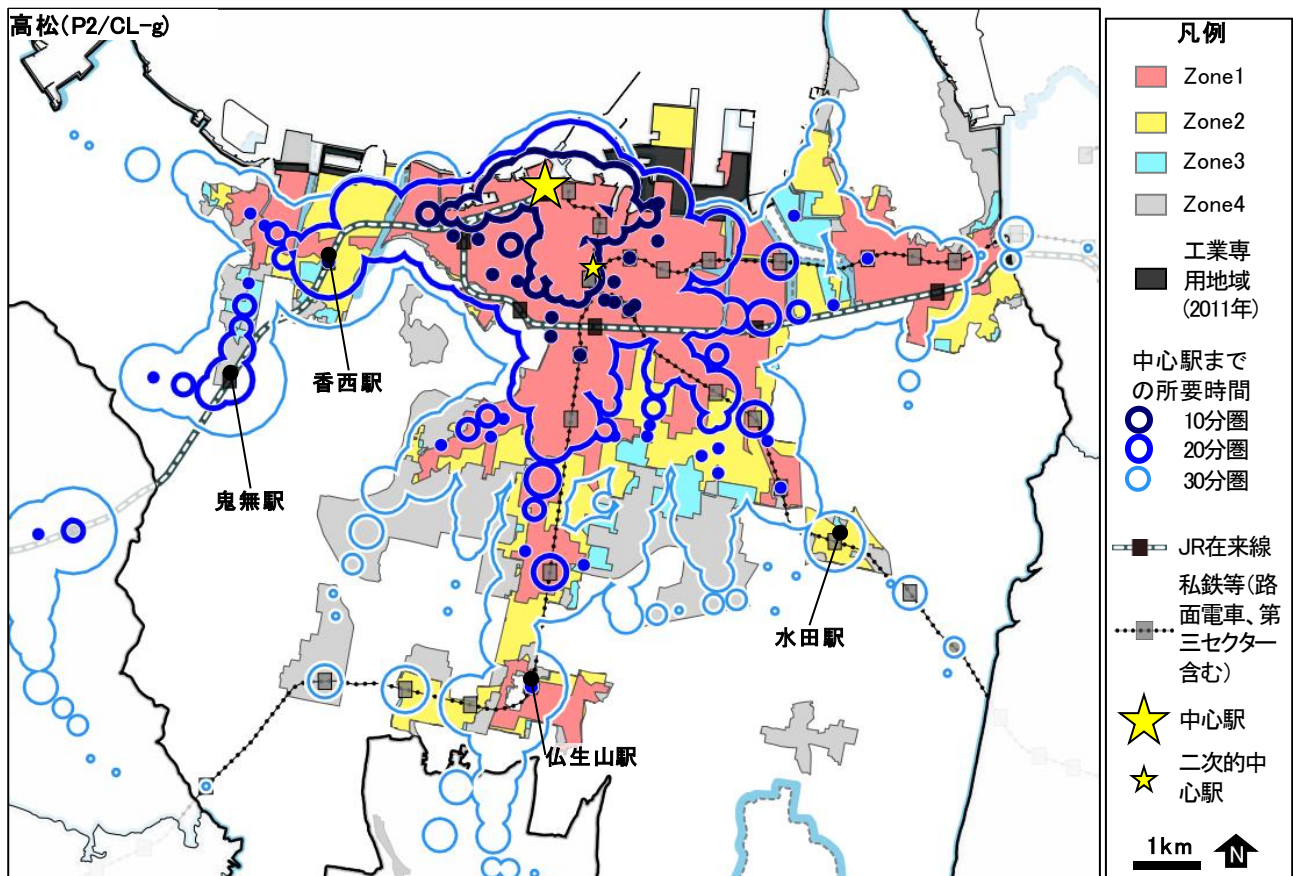 高松(P2/CL-g)
香西駅
鬼無駅
水田駅
仏生山駅
凡例
Zone1
Zone2
Zone3
Zone4
工業専
用地域
(2011年)
中心駅まで
の所要時間
10分圏
20分圏
30分圏
JR在来線
私鉄等(路
面電車、第
三セクター
含む)
中心駅
二次的中
心駅
1km
N